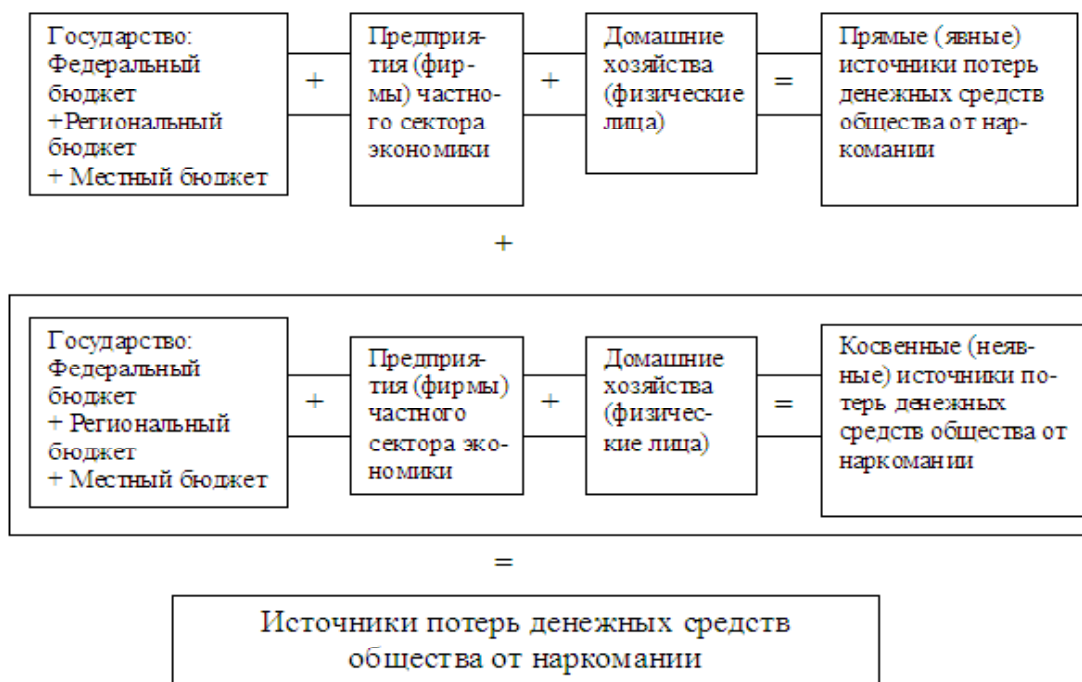 Государство:
Федеральный
бюджет
+Региональный
бюджет
+ Местный бюджет
+
Предприя-
тия (фир-
мы) частно-
го сектора
экономики
+
Домашние
хозяйства
(физические
лица)
=
Прямые (явные)
источники потерь
денежных средств
общества от нар-
комании
+
Государство:
Федеральный
бюджет
+ Региональный
бюджет
+ Местный бюджет
+
Предприя-
тия (фирмы)
частного
сектора эко-
номики
+
Домашние
хозяйства
(физичес-
кие лица)
=
Косвенные (неяв-
ные) источники по-
терь денежных
средств общества от
наркомании
=
Источники потерь денежных средств
общества от наркомании